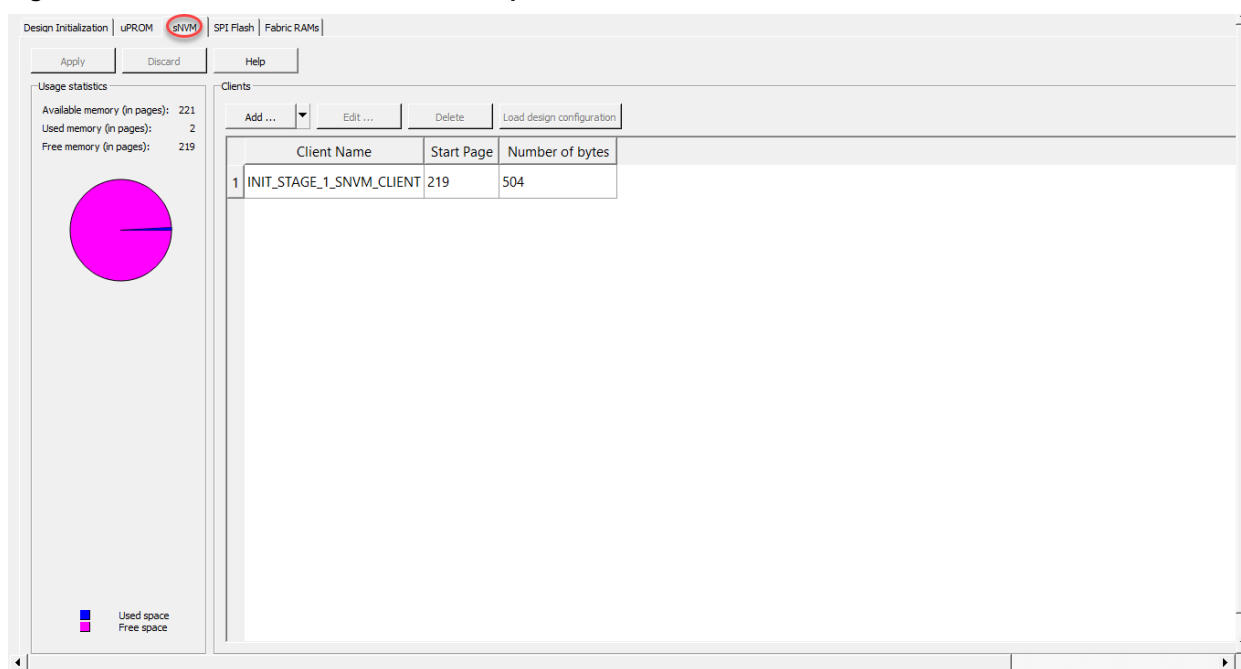 Design Initialization uPROM sNVM SPI Flash Fabric RAMs
Apply Discard Help
Usage statistics
Available memory (in pages): 221
Used memory (in pages): 2
Free memory (in pages): 219
Used space
Free space
Clients
Add ... Edit ... Delete Load design configuration
Client Name Start Page Number of bytes
1 INIT_STAGE_1_SNVM_CLIENT 219 504